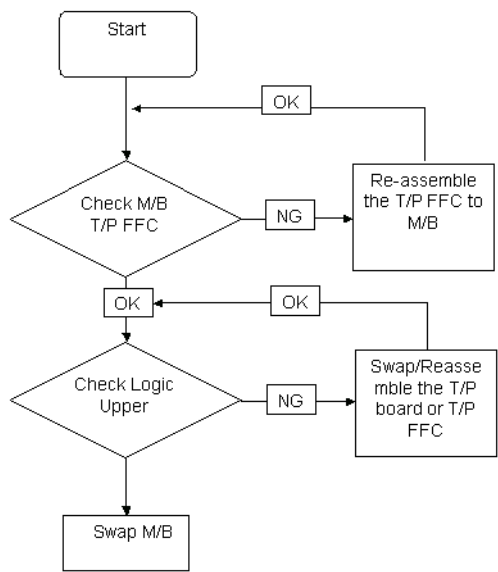 Start
OK
Check M/B
T/P FFC
NG
Re-assemble
the T/P FFC to
M/B
OK
OK
Check Logic
Upper
NG
Swap/Reasse
mble the T/P
board or T/P
FFC
Swap M/B